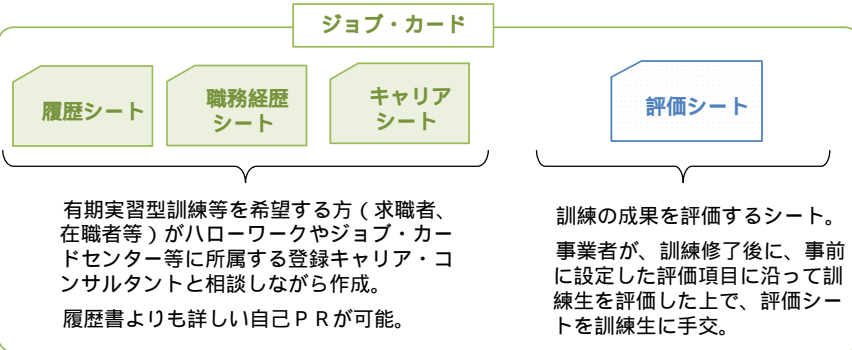 ジョブ・カード
履歴シート
職務経歴
シート
キャリア
シート
評価シート
有期実習型訓練等を希望する方（求職者、
在職者等）がハローワークやジョブ・カー
ドセンター等に所属する登録キャリア・コ
ンサルタントと相談しながら作成。
履歴書よりも詳しい自己ＰＲが可能。
訓練の成果を評価するシート。
事業者が、訓練修了後に、事前
に設定した評価項目に沿って訓
練生を評価した上で、評価シー
トを訓練生に手交。